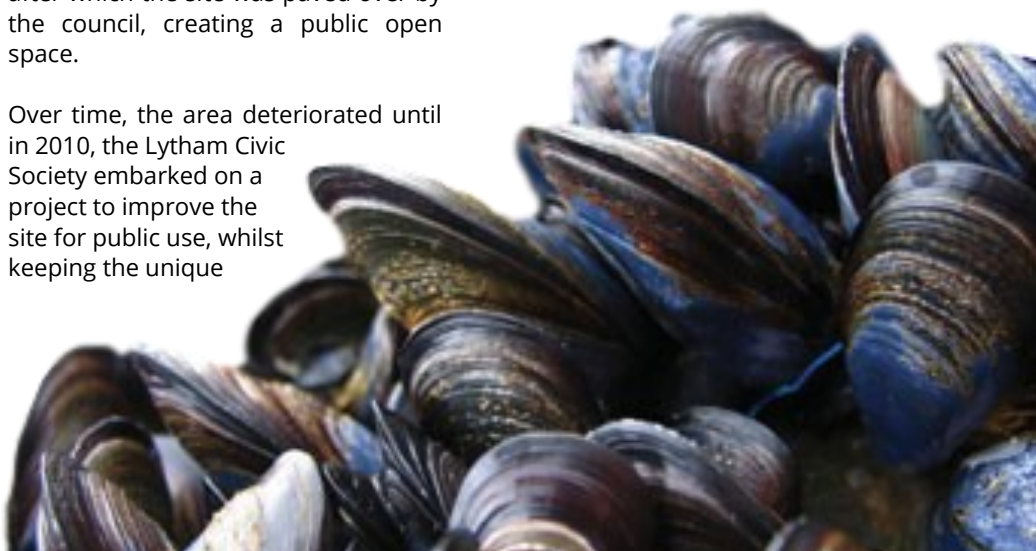 after which the site was paved over by
the council, creating a public open
space.
Over time, the area deteriorated until
in 2010, the Lytham Civic
Society embarked on a
project to improve the
site for public use, whilst
keeping the unique